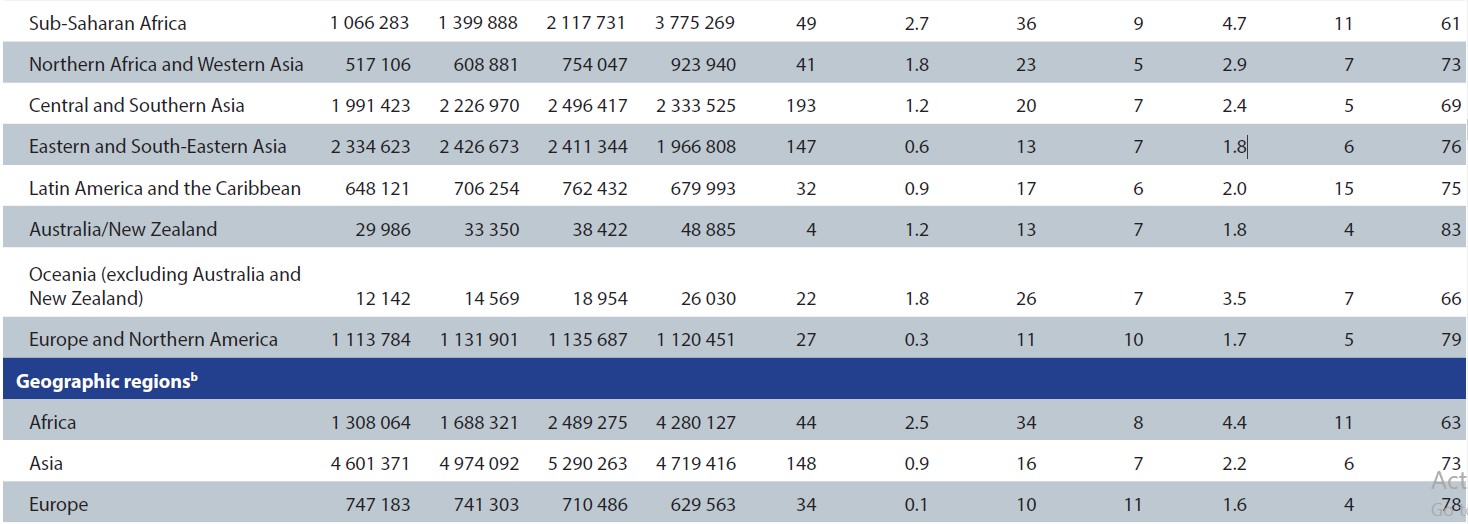 Sub-Saharan Africa 1 066 283 1 399 888 2 117 731 3 775 269 49 2.7 36 9 4.7 11 61
Northern Africa and Western Asia 517 106 608 881 754 047 923 940 41 1.8 23 5 2.9 7 73
Central and Southern Asia 1 991 423 2 226 970 2 496 417 2 333 525 193 1.2 20 7 2.4 5 69
Eastern and South-Eastern Asia 2 334 623 2 426 673 2 411 344 1 966 808 147 0.6 13 7 1.8 6 76
Latin America and the Caribbean 648 121 706 254 762 432 679 993 32 0.9 17 6 2.0 15 75
Australia/New Zealand 29 986 33 350 38 422 48 885 4 1.2 13 7 1.8 4 83
Oceania (excluding Australia and
New Zealand) 12 142 14 569 18 954 26 030 22 1.8 26 7 3.5 7 66
Europe and Northern America 1 113 784 1 131 901 1 135 687 1 120 451 27 0.3 11 10 1.7 5 79
Geographic regionsᵇ
Africa 1 308 064 1 688 321 2 489 275 4 280 127 44 2.5 34 8 4.4 11 63
Asia 4 601 371 4 974 092 5 290 263 4 719 416 148 0.9 16 7 2.2 6 73
Europe 747 183 741 303 710 486 629 563 34 0.1 10 11 1.6 4 78